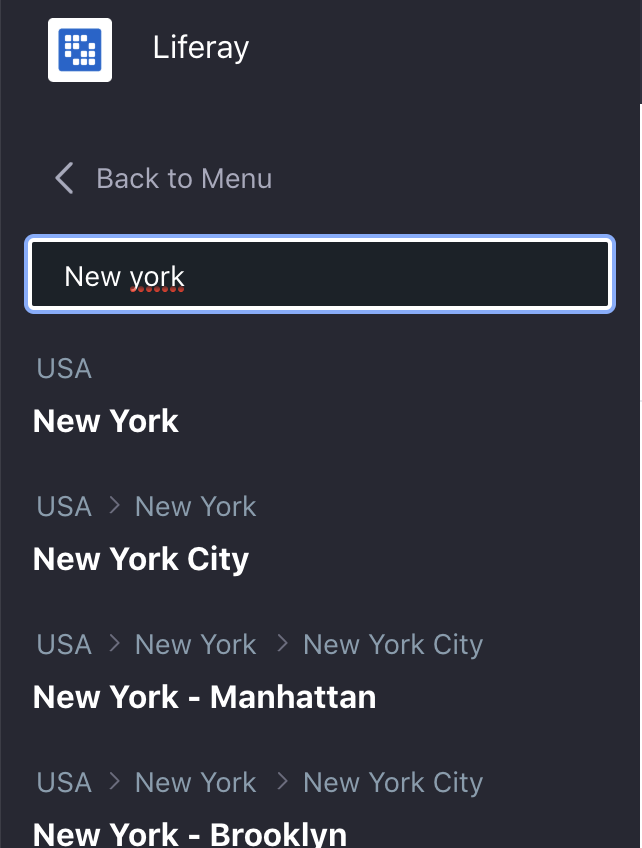 Liferay
Back to Menu
New york
USA
New York
USA > New York
New York City
USA > New York > New York City
New York - Manhattan
USA > New York > New York City
New York - Brooklyn